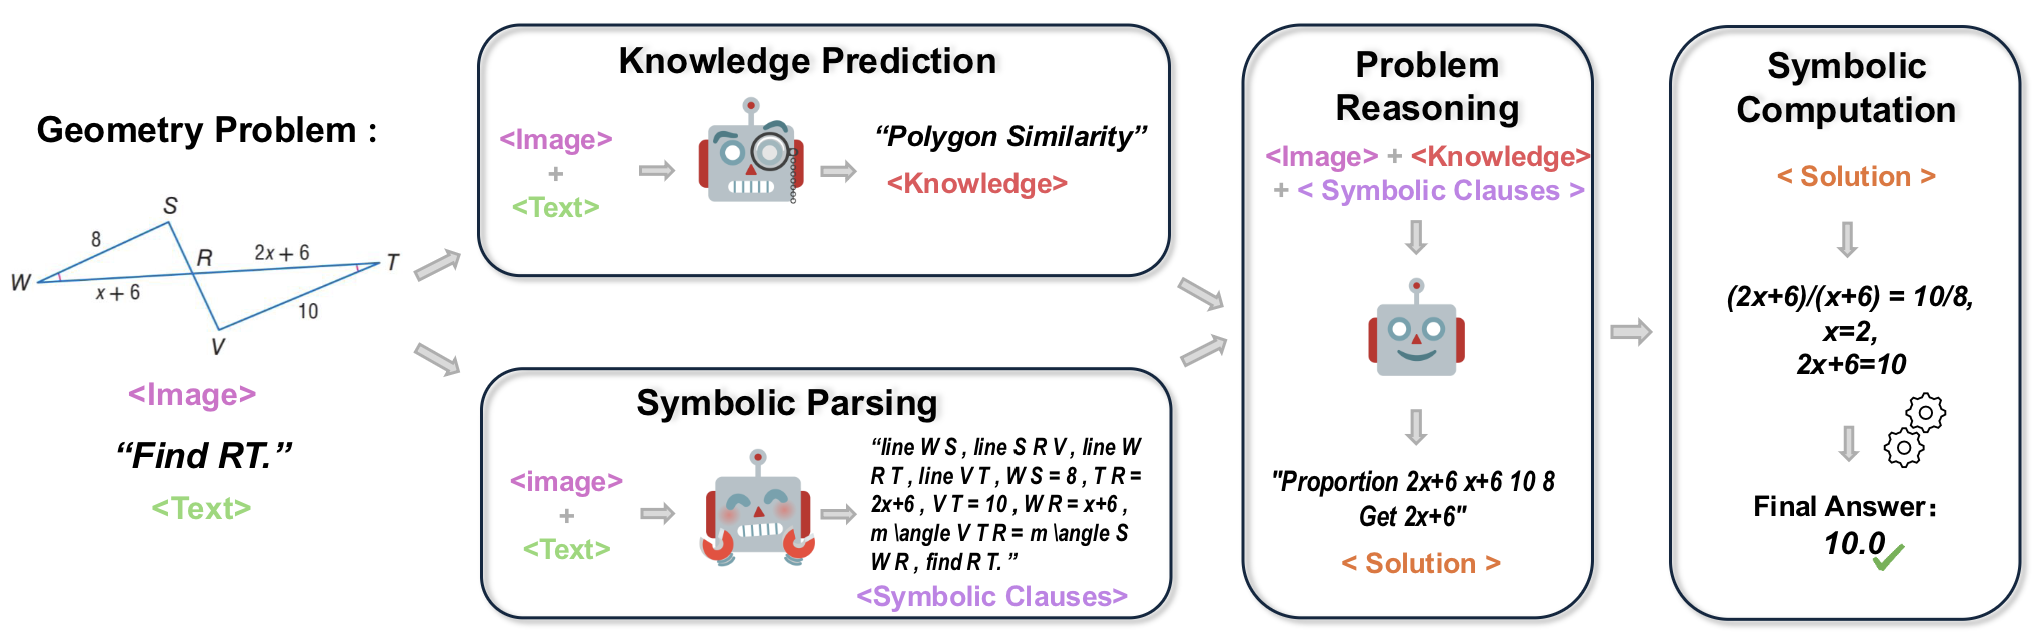 Geometry Problem :
S
8
R
2x + 6
T
W
x + 6
10
V
<Image>
“Find RT.”
<Text>
Knowledge Prediction
<Image>
+
<Text>
“Polygon Similarity”
<Knowledge>
Symbolic Parsing
<image>
+
<Text>
“line W S , line S R V , line W
R T , line V T , W S = 8 , T R =
2x+6 , V T = 10 , W R = x+6 ,
m \angle V T R = m \angle S
W R , find R T. ”
<Symbolic Clauses>
Problem
Reasoning
<Image> + <Knowledge>
+ < Symbolic Clauses >
"Proportion 2x+6 x+6 10 8
Get 2x+6"
< Solution >
Symbolic
Computation
< Solution >
(2x+6)/(x+6) = 10/8,
x=2,
2x+6=10
Final Answer:
10.0